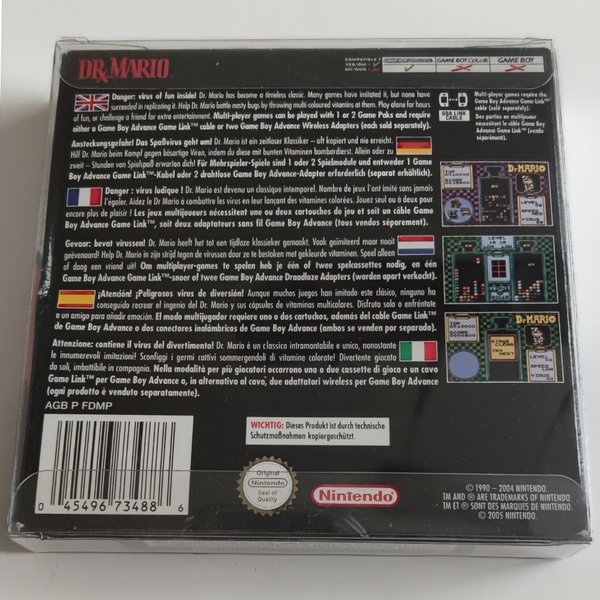 DR. MARIO
COMPATIBLE
YES·OUI
NO·NON
GAME BOY ADVANCE
GAME BOY COLOR
GAME BOY
Danger: virus of fun inside! Dr. Mario has become a timeless classic. Many games have imitated it, but none have
succeeded in replicating it. Help Dr. Mario battle nasty bugs by throwing multi-coloured vitamins at them. Play alone for hours
of fun, or challenge a friend for extra entertainment. Multi-player games can be played with 1 or 2 Game Paks and require
either a Game Boy Advance Game Link™ cable or two Game Boy Advance Wireless Adapters (each sold separately).
GBA LINK
CABLE
Multi-player games require the
Game Boy Advance Game Link™
cable (sold separately).
Des parties en multijoueur
nécessitent le câble Game Boy
Advance Game Link™ (vendu
séparément).
Ansteckungsgefahr! Das Spaßvirus geht um! Dr. Mario ist ein zeitloser Klassiker – oft kopiert und nie erreicht.
Hilf Dr. Mario beim Kampf gegen bösartige Viren, indem du diese mit bunten Vitaminen bombardierst. Allein oder zu
zweit – Stunden von Spielspaß erwarten dich! Für Mehrspieler-Spiele sind 1 oder 2 Spielmodule und entweder 1 Game
Boy Advance Game Link™-Kabel oder 2 drahtlose Game Boy Advance-Adapter erforderlich (separat erhältlich).
Danger : virus ludique ! Dr. Mario est devenu un classique intemporel. Nombre de jeux l'ont imité sans jamais
l'égaler. Aidez le Dr Mario à combattre les virus en leur lançant des vitamines colorées. Jouez seul ou à deux pour
encore plus de plaisir ! Les jeux multijoueurs nécessitent une ou deux cartouches de jeu et soit un câble Game Boy
Advance Game Link™, soit deux adaptateurs sans fil Game Boy Advance (tous vendus séparement).
Gevaar: bevat virussen! Dr. Mario heeft het tot een tijdloze klassieker gemaakt. Vaak geïmiteerd maar nooit
geëvenaard! Help Dr. Mario in zijn strijd tegen de virussen door ze te bestoken met gekleurde vitaminen. Speel alleen
of daag een vriend uit! Om multiplayer-games te spelen heb je één of twee spelcassettes nodig, en één
Game Boy Advance Game Link™-snoer of twee Game Boy Advance Draadloze Adapters (worden apart verkocht).
¡Atención! ¡Peligrosos virus de diversión! Aunque muchos juegos han imitado este clásico, ninguno ha
conseguido recrear el ingenio del Dr. Mario y sus cápsulas de vitamínas multicolores. Disfruta solo o enfréntate
a un amigo para añadir emoción. El modo multijugador requiere uno o dos cartuchos, además del cable Game Link™
de Game Boy Advance o dos conectores inalámbricos de Game Boy Advance (ambos se venden por separado).
Attenzione: contiene il virus del divertimento! Dr. Mario è un classico intramontabile e unico, nonostante
le innumerevoli imitazioni! Sconfiggi i germi cattivi sommergendoli di vitamine colorate! Divertente giocato
da soli, imbattibile in compagnia. Nella modalità per più giocatori occorrono una o due cassette di gioco e un cavo
Game Link™ per Game Boy Advance o, in alternativa al cavo, due adattatori wireless per Game Boy Advance
(ogni prodotto è venduto separatamente).
DR. MARIO
TOP
SCORE
LEVEL
SPEED
VIRUS
LEVEL
DR. MARIO
TOP
SCORE
STAGE
CLEAR
TRY
NEXT
LEVEL
SPEED
VIRUS
AGB P FDMP
WICHTIG: Dieses Produkt ist durch technische
Schutzmaßnahmen kopiergeschützt.
0 45496 73488 6
Original
Nintendo
Seal of
Quality
Nintendo
© 1990 – 2004 NINTENDO.
TM AND ® ARE TRADEMARKS OF NINTENDO.
TM ET ® SONT DES MARQUES DE NINTENDO.
© 2005 NINTENDO.